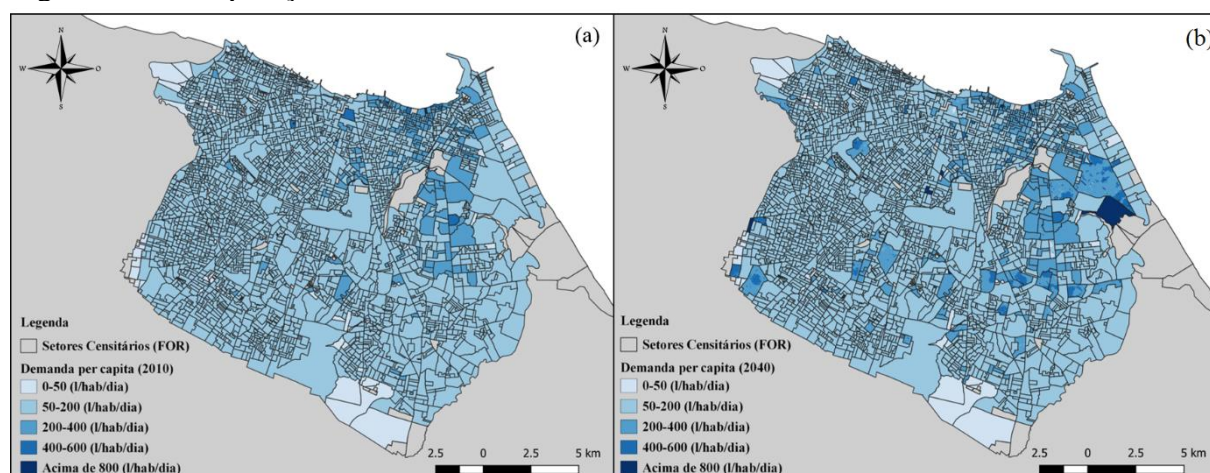 (a)
N
W O
S
Legenda
Setores Censitários (FOR)
Demanda per capita (2010)
0-50 (l/hab/dia)
50-200 (l/hab/dia)
200-400 (l/hab/dia)
400-600 (l/hab/dia)
Acima de 800 (l/hab/dia)
2.5 0 2.5 5 km
(b)
N
W O
S
Legenda
Setores Censitários (FOR)
Demanda per capita (2040)
0-50 (l/hab/dia)
50-200 (l/hab/dia)
200-400 (l/hab/dia)
400-600 (l/hab/dia)
Acima de 800 (l/hab/dia)
2.5 0 2.5 5 km